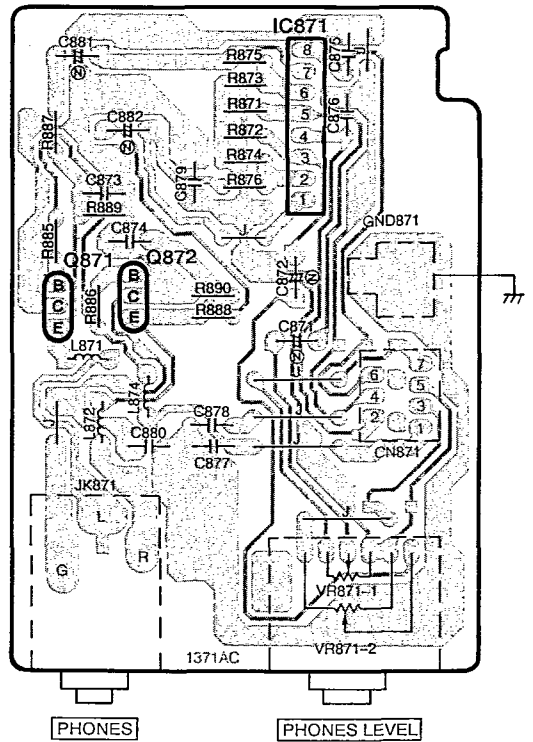 IC871
C881
N
R875
R873
R871
R872
R874
R876
8
7
6
5
4
3
2
1
C875
J
C876
R887
C882
N
C879
C873
R889
C874
J
GND871
R885
Q871
Q872
B
C
E
B
C
E
R886
R890
R888
C872
N
C871
N
L871
L874
L872
J
C878
J
C880
C877
J
7
6
5
4
3
2
1
CN871
JK871
L
G
R
J
VR871-1
VR871-2
1371AC
PHONES
PHONES LEVEL